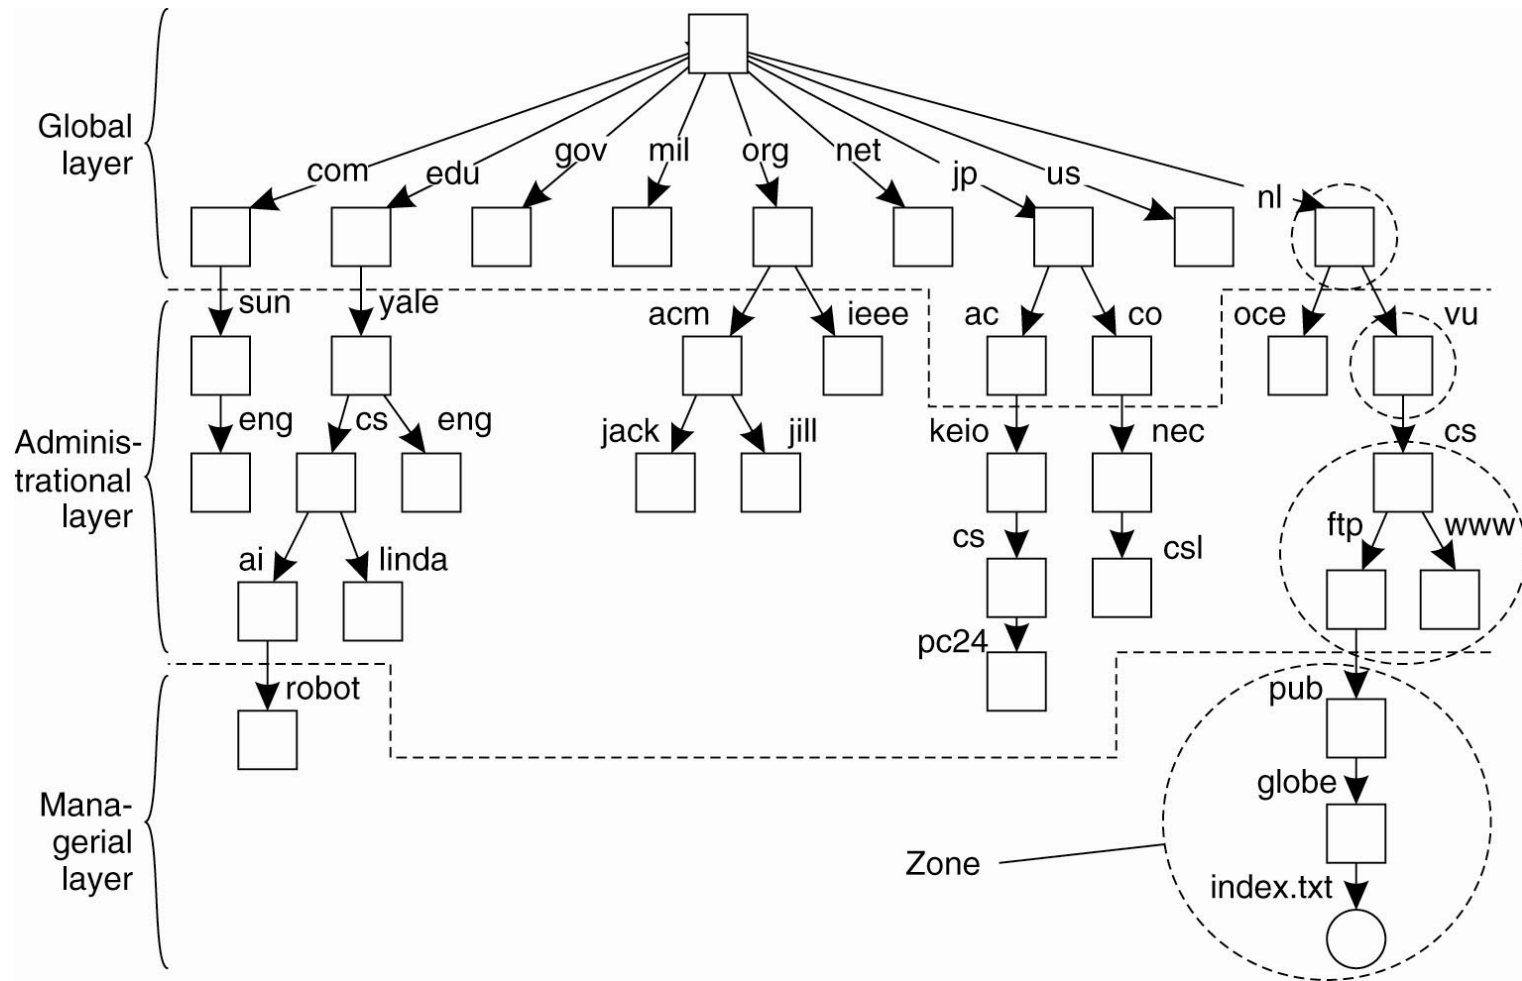 Global
layer
com
edu
gov
mil
org
net
jp
us
nl
sun
yale
acm
ieee
ac
co
oce
vu
Adminis-
trational
layer
eng
cs
eng
jack
jill
keio
nec
cs
ai
linda
cs
csl
ftp
www
pc24
robot
pub
Mana-
gerial
layer
globe
Zone
index.txt